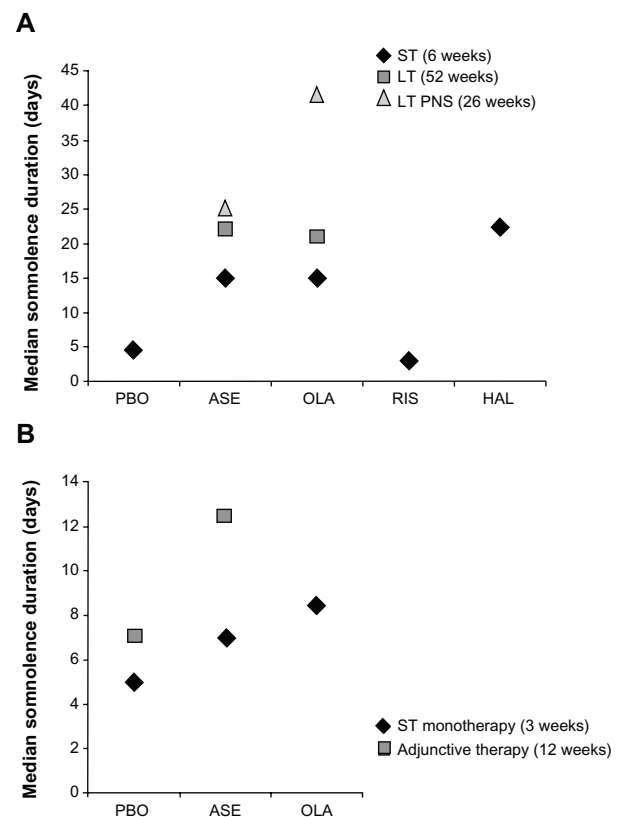 A
ST (6 weeks)
LT (52 weeks)
LT PNS (26 weeks)
Median somnolence duration (days)
45
40
35
30
25
20
15
10
5
0
PBO ASE OLA RIS HAL
B
Median somnolence duration (days)
14
12
10
8
6
4
2
0
ST monotherapy (3 weeks)
Adjunctive therapy (12 weeks)
PBO ASE OLA